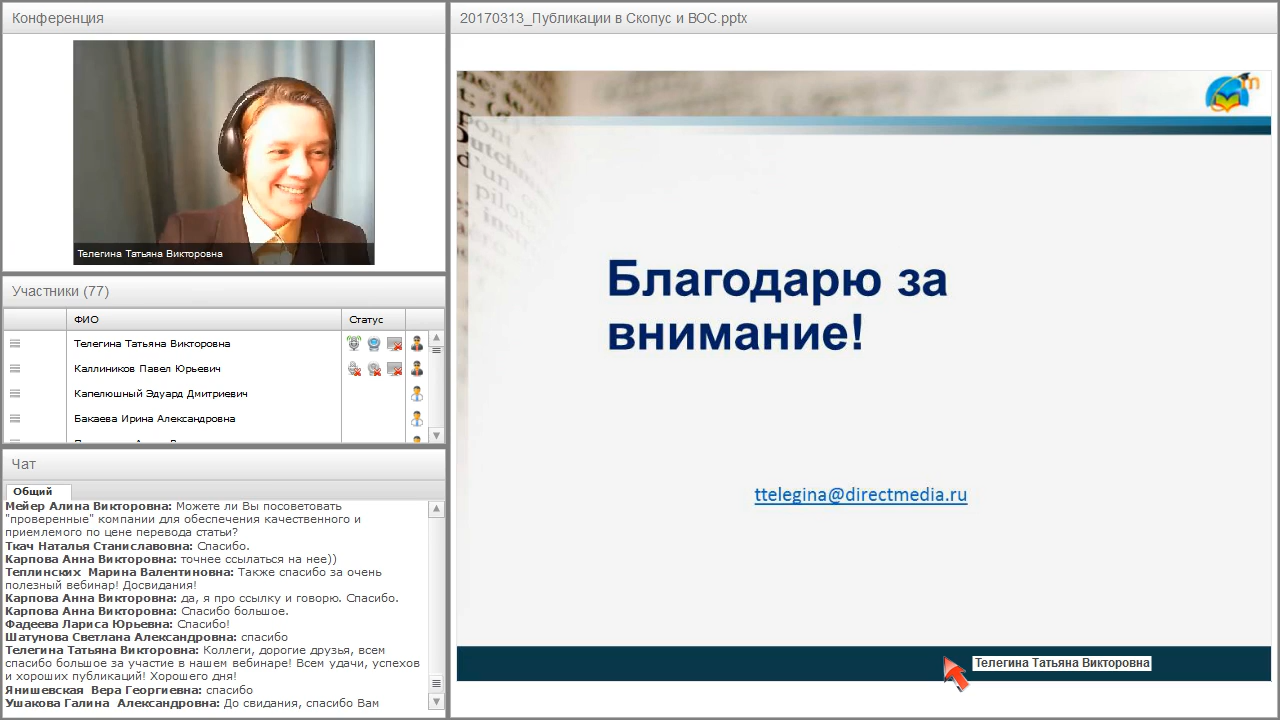 Конференция
Телегина Татьяна Викторовна
Участники (77)
ФИО
Статус
Телегина Татьяна Викторовна
Каллиников Павел Юрьевич
Капелюшный Эдуард Дмитриевич
Бакаева Ирина Александровна
Чат
Общий
Мейер Алина Викторовна: Можете ли Вы посоветовать
"проверенные" компании для обеспечения качественного и
приемлемого по цене перевода статьи?
Ткач Наталья Станиславовна: Спасибо.
Карпова Анна Викторовна: точнее ссылаться на нее))
Теплинских Марина Валентиновна: Также спасибо за очень
полезный вебинар! Досвидания!
Карпова Анна Викторовна: да, я про ссылку и говорю. Спасибо.
Карпова Анна Викторовна: Спасибо большое.
Фадеева Лариса Юрьевна: Спасибо!
Шатунова Светлана Александровна: спасибо
Телегина Татьяна Викторовна: Коллеги, дорогие друзья, всем
спасибо большое за участие в нашем вебинаре! Всем удачи, успехов
и хороших публикаций! Хорошего дня!
Янишевская Вера Георгиевна: спасибо
Ушакова Галина Александровна: До свидания, спасибо Вам
20170313_Публикации в Скопус и ВОС.pptx
Благодарю за
внимание!
ttelegina@directmedia.ru
Телегина Татьяна Викторовна